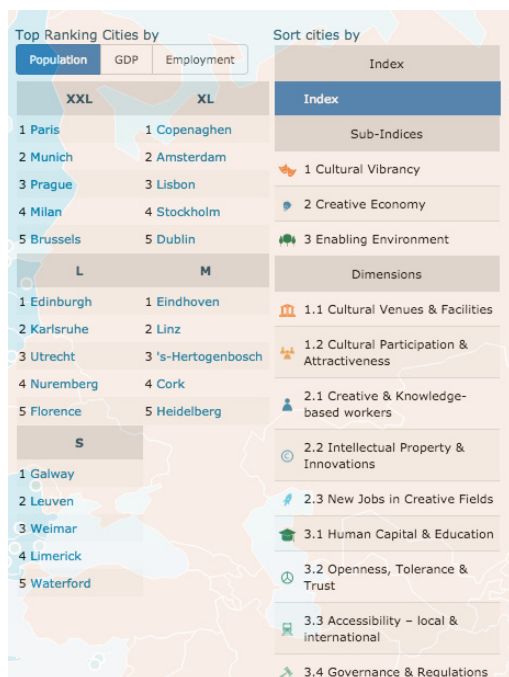 Top Ranking Cities by
Population GDP Employment
XXL XL
1 Paris 1 Copenaghen
2 Munich 2 Amsterdam
3 Prague 3 Lisbon
4 Milan 4 Stockholm
5 Brussels 5 Dublin
L M
1 Edinburgh 1 Eindhoven
2 Karlsruhe 2 Linz
3 Utrecht 3 's-Hertogenbosch
4 Nuremberg 4 Cork
5 Florence 5 Heidelberg
S
1 Galway
2 Leuven
3 Weimar
4 Limerick
5 Waterford
Sort cities by
Index
Index
Sub-Indices
1 Cultural Vibrancy
2 Creative Economy
3 Enabling Environment
Dimensions
1.1 Cultural Venues & Facilities
1.2 Cultural Participation &
Attractiveness
2.1 Creative & Knowledge-
based workers
2.2 Intellectual Property &
Innovations
2.3 New Jobs in Creative Fields
3.1 Human Capital & Education
3.2 Openness, Tolerance &
Trust
3.3 Accessibility – local &
international
3.4 Governance & Regulations